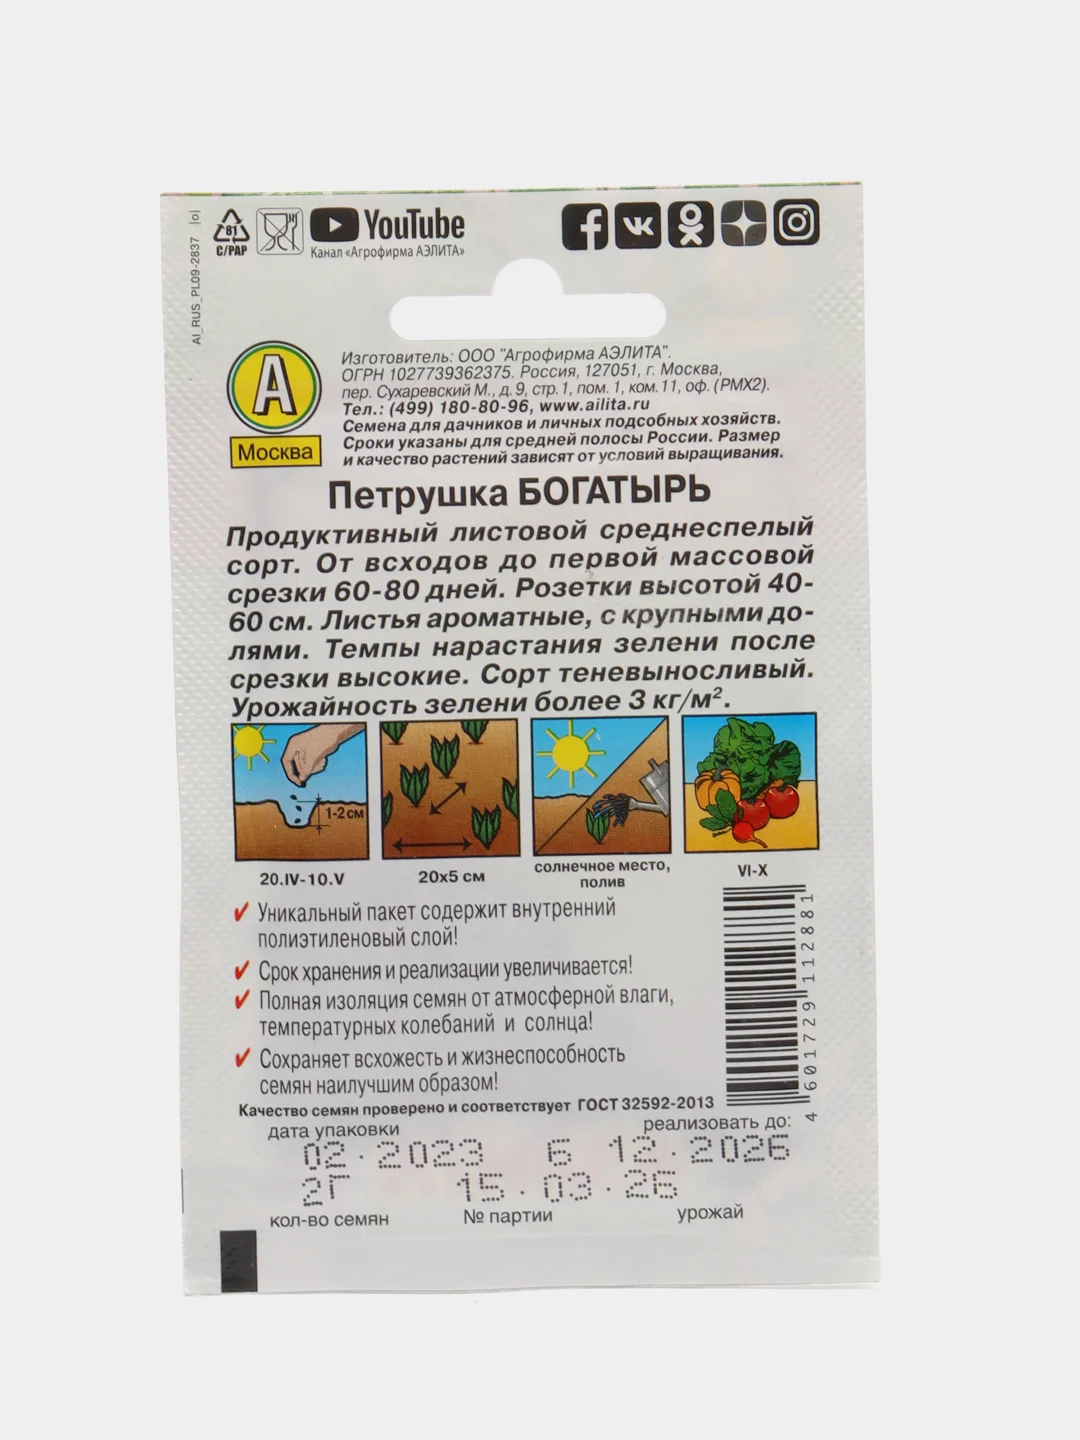 AI_RUS_PL09-2837 |o|
81
C/PAP
YouTube
Канал «Агрофирма АЭЛИТА»
А
Москва
Изготовитель: ООО "Агрофирма АЭЛИТА".
ОГРН 1027739362375. Россия, 127051, г. Москва,
пер. Сухаревский М., д. 9, стр. 1, пом. 1, ком. 11, оф. (РМХ2).
Тел.: (499) 180-80-96, www.ailita.ru
Семена для дачников и личных подсобных хозяйств.
Сроки указаны для средней полосы России. Размер
и качество растений зависят от условий выращивания.
Петрушка БОГАТЫРЬ
Продуктивный листовой среднеспелый
сорт. От всходов до первой массовой
срезки 60-80 дней. Розетки высотой 40-
60 см. Листья ароматные, с крупными до-
лями. Темпы нарастания зелени после
срезки высокие. Сорт теневыносливый.
Урожайность зелени более 3 кг/м².
1-2 см
20.IV-10.V
20х5 см
солнечное место,
полив
VI-X
✓ Уникальный пакет содержит внутренний
полиэтиленовый слой!
✓ Срок хранения и реализации увеличивается!
✓ Полная изоляция семян от атмосферной влаги,
температурных колебаний и солнца!
✓ Сохраняет всхожесть и жизнеспособность
семян наилучшим образом!
4 601729 112881
Качество семян проверено и соответствует ГОСТ 32592-2013
дата упаковки
реализовать до:
02.2023 6 12.2026
2Г 15.03.26
кол-во семян
№ партии
урожай